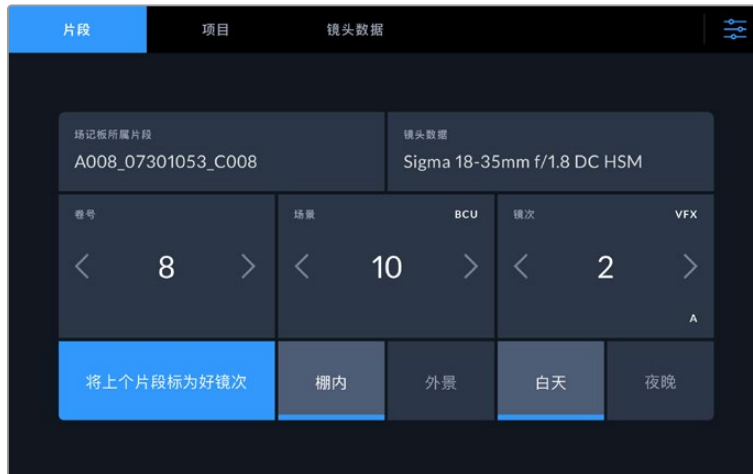 片段 项目 镜头数据
场记板所属片段 镜头数据
A008_07301053_C008 Sigma 18-35mm f/1.8 DC HSM
卷号 场景 BCU 镜次 VFX
8 10 2
A
将上个片段标为好镜次 棚内 外景 白天 夜晚